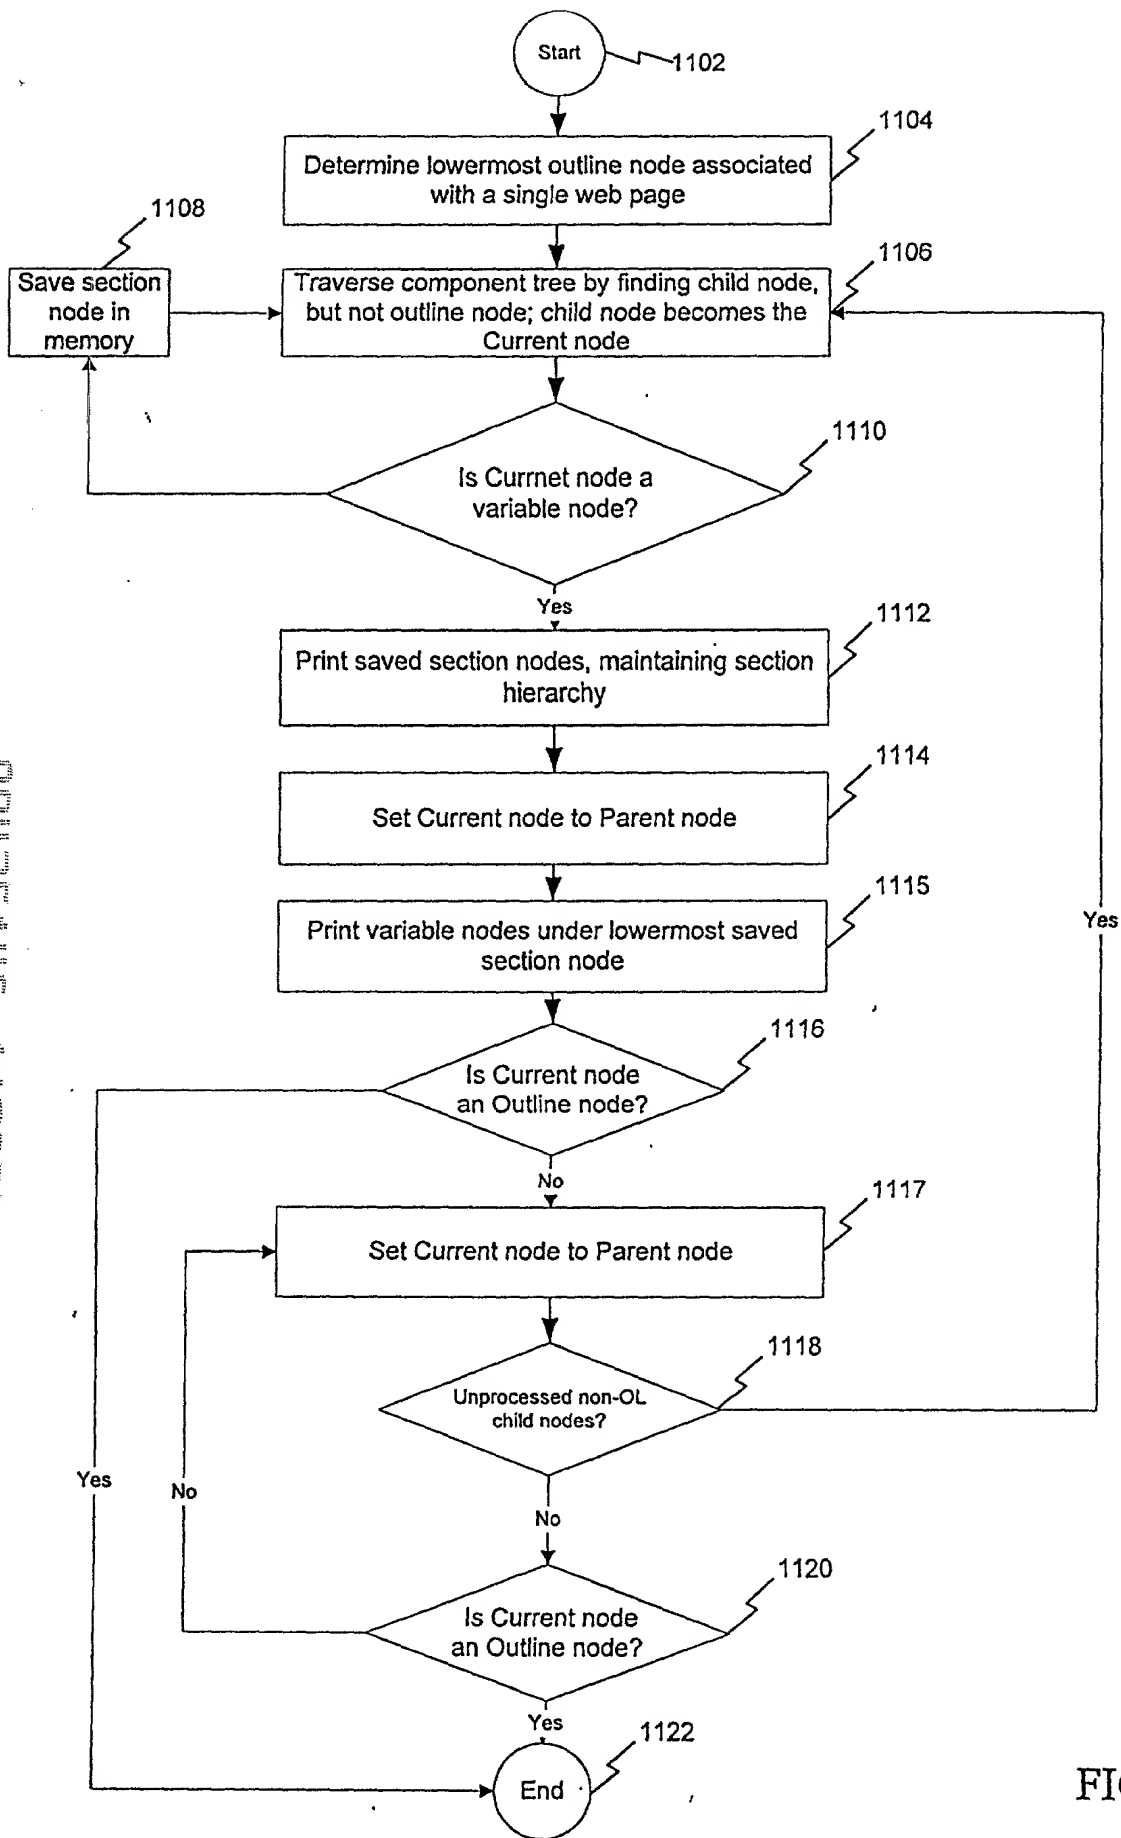 Start
1102
1104
Determine lowermost outline node associated
with a single web page
1108
1106
Save section
node in
memory
Traverse component tree by finding child node,
but not outline node; child node becomes the
Current node
1110
Is Currnet node a
variable node?
Yes
1112
Print saved section nodes, maintaining section
hierarchy
1114
Set Current node to Parent node
1115
Print variable nodes under lowermost saved
section node
Yes
1116
Is Current node
an Outline node?
No
1117
Set Current node to Parent node
1118
Unprocessed non-OL
child nodes?
Yes
No
No
1120
Is Current node
an Outline node?
Yes
1122
End